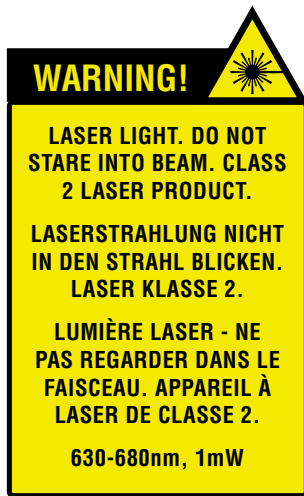 WARNING!
LASER LIGHT. DO NOT
STARE INTO BEAM. CLASS
2 LASER PRODUCT.
LASERSTRAHLUNG NICHT
IN DEN STRAHL BLICKEN.
LASER KLASSE 2.
LUMIÈRE LASER - NE
PAS REGARDER DANS LE
FAISCEAU. APPAREIL À
LASER DE CLASSE 2.
630-680nm, 1mW